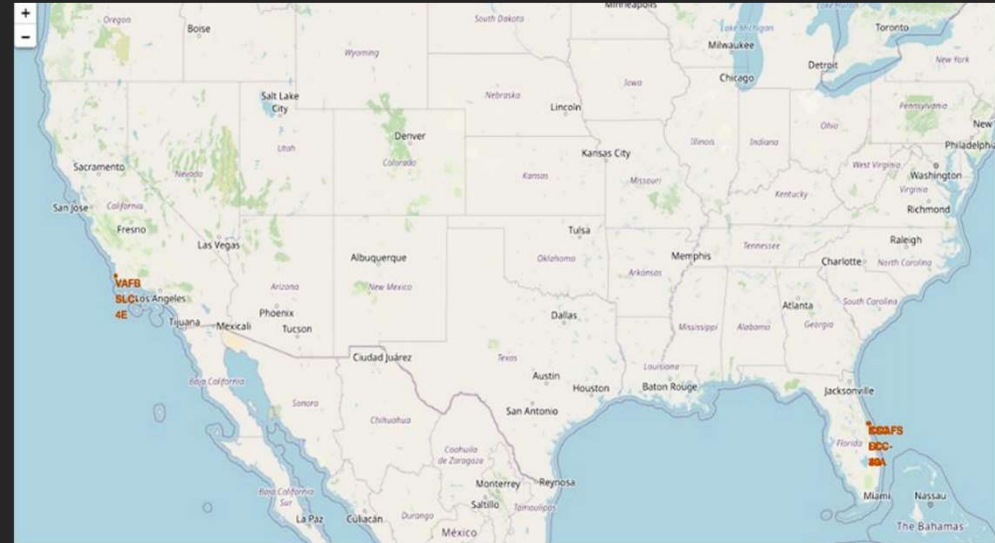 +
−
Oregon
Boise
South Dakota
Minneapolis
Lake Michigan
Lake Huron
Toronto
Wyoming
Milwaukee
Detroit
New York
Chicago
Iowa
Salt Lake
City
Nebraska
Lincoln
Pennsylvania
Ohio
New
Denver
Utah
Illinois
Indiana
Philadelph
Sacramento
Nevada
Colorado
Kansas City
West Virginia
Washington
Kansas
Missouri
Kentucky
Virginia
San Jose
California
Richmond
Fresno
Las Vegas
Tulsa
Raleigh
Albuquerque
Oklahoma
Memphis
Tennessee
Charlotte
North Carolina
Arkansas
VAFB
SLC-
4E
Los Angeles
Arizona
New Mexico
South Carolina
Atlanta
Phoenix
Dallas
Tijuana
Mexicali
Tucson
Mississippi
Alabama
Georgia
Ciudad Juárez
Texas
Louisiana
Baja California
Austin
Houston
Baton Rouge
Jacksonville
Sonora
San Antonio
Chihuahua
Florida
Coahuila
de Zaragoza
Monterrey
Reynosa
Baja California
Sur
Saltillo
Tamaulipas
Miami
Nassau
La Paz
Culiacán
Durango
México
The Bahamas